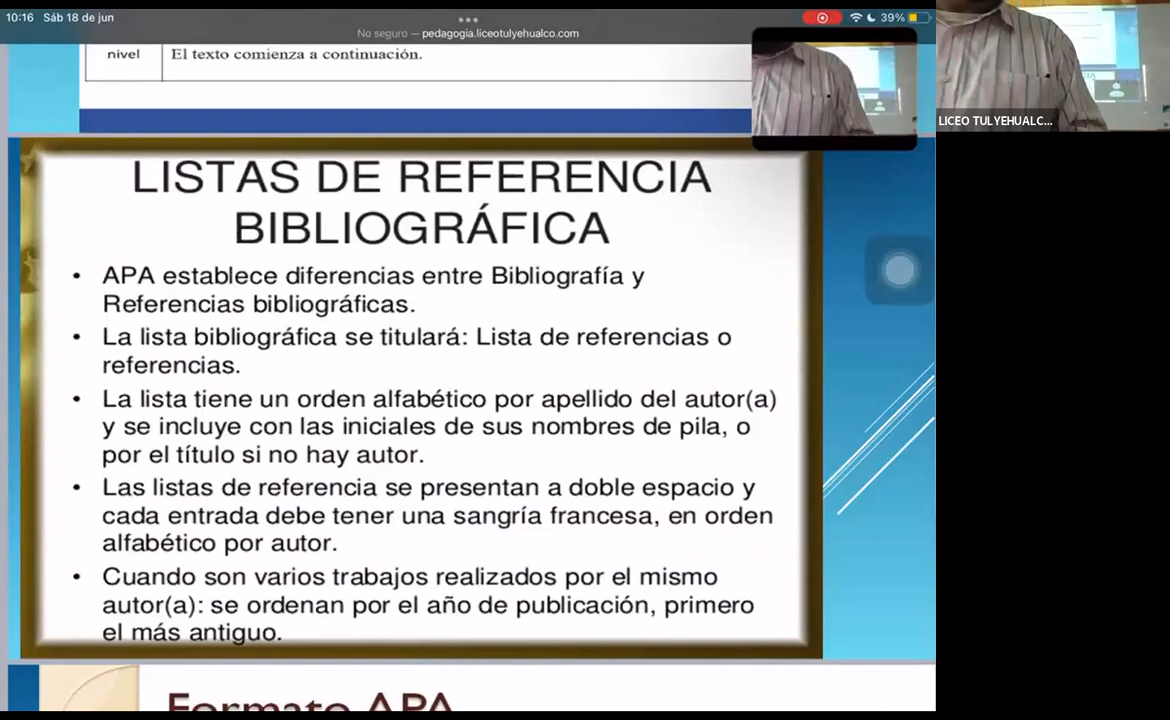 10:16 Sáb 18 de jun
39%
No seguro — pedagogia.liceotulyehualco.com
nivel
El texto comienza a continuación.
LICEO TULYEHUALC...
LISTAS DE REFERENCIA
BIBLIOGRÁFICA
• APA establece diferencias entre Bibliografía y
Referencias bibliográficas.
• La lista bibliográfica se titulará: Lista de referencias o
referencias.
• La lista tiene un orden alfabético por apellido del autor(a)
y se incluye con las iniciales de sus nombres de pila, o
por el título si no hay autor.
• Las listas de referencia se presentan a doble espacio y
cada entrada debe tener una sangría francesa, en orden
alfabético por autor.
• Cuando son varios trabajos realizados por el mismo
autor(a): se ordenan por el año de publicación, primero
el más antiguo.
Formato APA